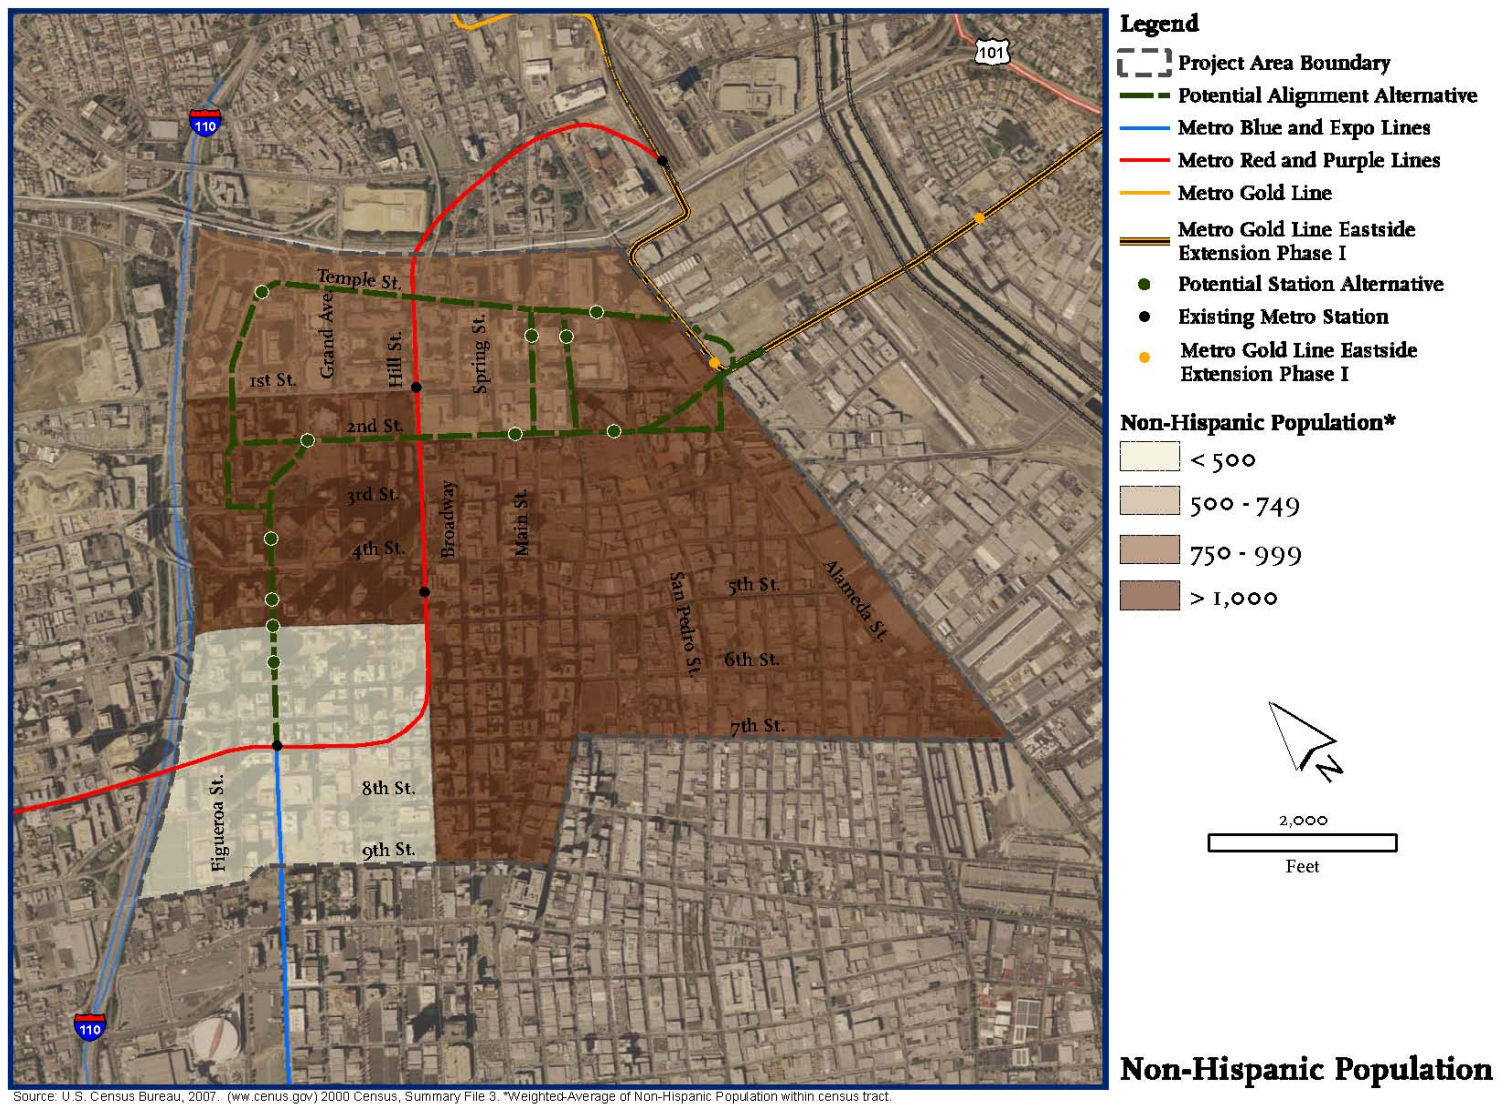 Legend
Project Area Boundary
Potential Alignment Alternative
Metro Blue and Expo Lines
Metro Red and Purple Lines
Metro Gold Line
Metro Gold Line Eastside
Extension Phase I
Potential Station Alternative
Existing Metro Station
Metro Gold Line Eastside
Extension Phase I
Non-Hispanic Population*
< 500
500 - 749
750 - 999
> 1,000
N
2,000
Feet
Non-Hispanic Population
101
110
Temple St.
Grand Ave.
Hill St.
Spring St.
1st St.
2nd St.
3rd St.
Broadway
Main St.
4th St.
5th St.
San Pedro St.
Alameda St.
6th St.
7th St.
8th St.
Figueroa St.
9th St.
110
Source: U.S. Census Bureau, 2007. (ww.cenus.gov) 2000 Census, Summary File 3. *Weighted-Average of Non-Hispanic Population within census tract.